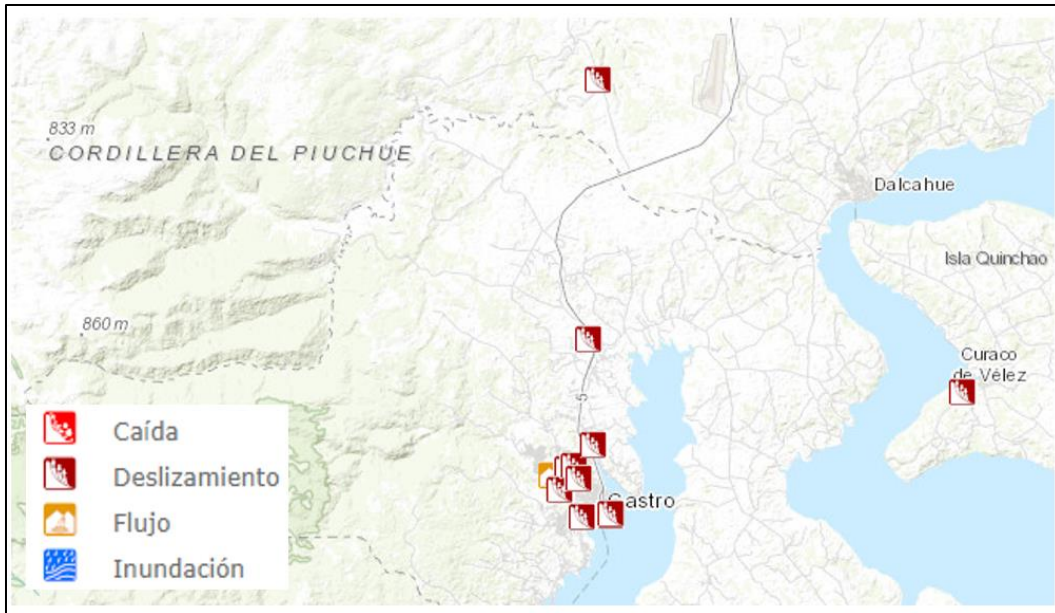 833 m
CORDILLERA DEL PIUCHUE
Dalcahue
Isla Quinchao
860 m
Curaco
de Vélez
5
Castro
Caída
Deslizamiento
Flujo
Inundación